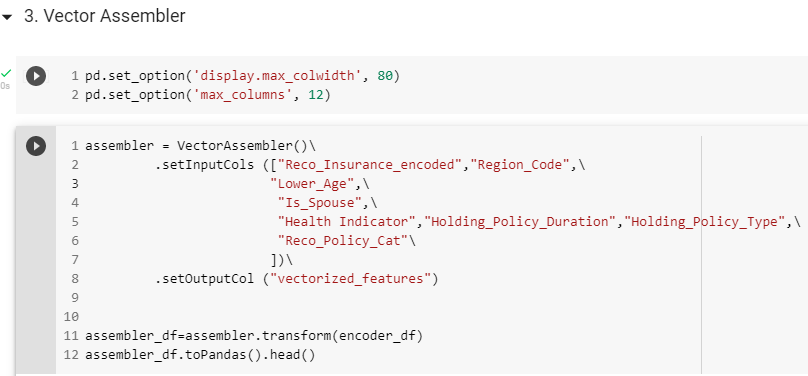 3. Vector Assembler
0s
1 pd.set_option('display.max_colwidth', 80)
2 pd.set_option('max_columns', 12)
1 assembler = VectorAssembler()\
2 .setInputCols (["Reco_Insurance_encoded","Region_Code",\
3 "Lower_Age",\
4 "Is_Spouse",\
5 "Health Indicator","Holding_Policy_Duration","Holding_Policy_Type",\
6 "Reco_Policy_Cat"\
7 ])\
8 .setOutputCol ("vectorized_features")
9
10
11 assembler_df=assembler.transform(encoder_df)
12 assembler_df.toPandas().head()